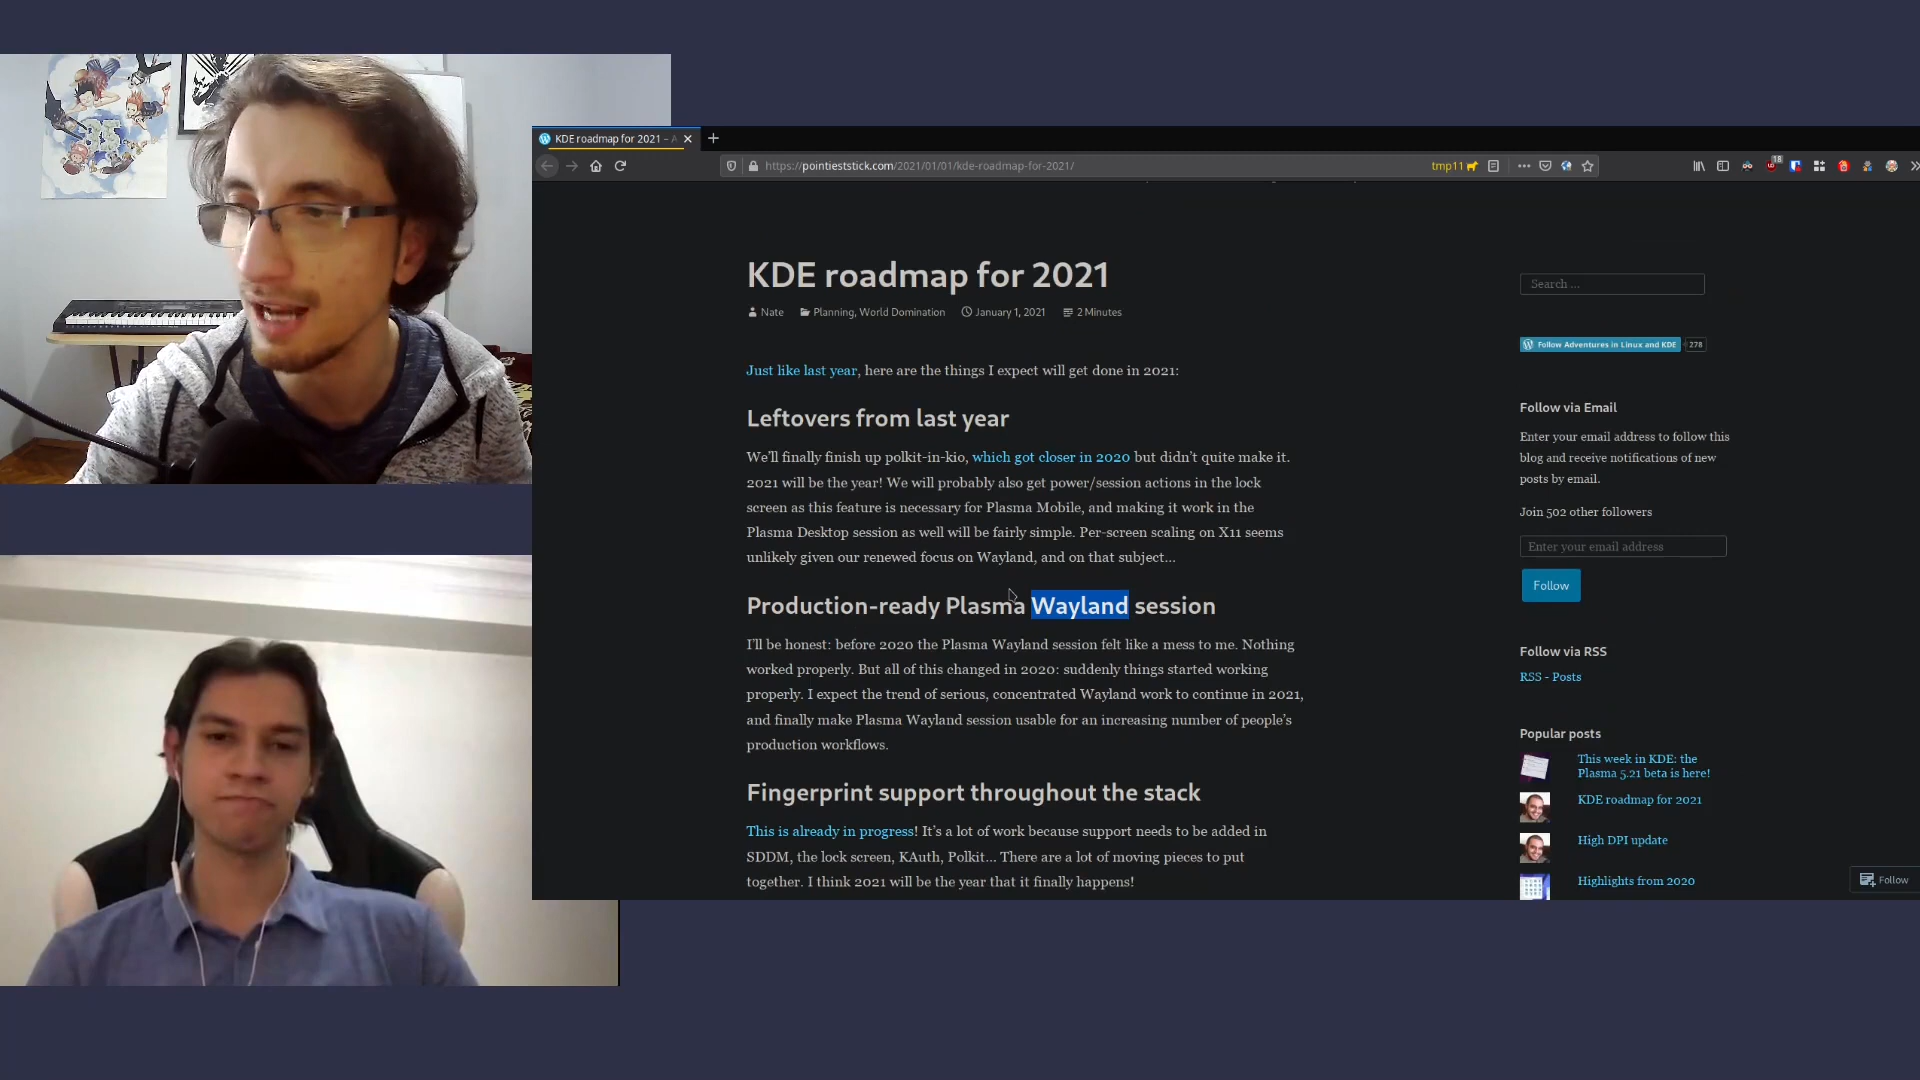 KDE roadmap for 2021 – A
https://pointieststick.com/2021/01/01/kde-roadmap-for-2021/
tmp11
18
KDE roadmap for 2021
Nate Planning, World Domination January 1, 2021 2 Minutes
Just like last year, here are the things I expect will get done in 2021:
Leftovers from last year
We'll finally finish up polkit-in-kio, which got closer in 2020 but didn't quite make it.
2021 will be the year! We will probably also get power/session actions in the lock
screen as this feature is necessary for Plasma Mobile, and making it work in the
Plasma Desktop session as well will be fairly simple. Per-screen scaling on X11 seems
unlikely given our renewed focus on Wayland, and on that subject…
Production-ready Plasma Wayland session
I'll be honest: before 2020 the Plasma Wayland session felt like a mess to me. Nothing
worked properly. But all of this changed in 2020: suddenly things started working
properly. I expect the trend of serious, concentrated Wayland work to continue in 2021,
and finally make Plasma Wayland session usable for an increasing number of people's
production workflows.
Fingerprint support throughout the stack
This is already in progress! It's a lot of work because support needs to be added in
SDDM, the lock screen, KAuth, Polkit… There are a lot of moving pieces to put
together. I think 2021 will be the year that it finally happens!
Search …
Follow Adventures in Linux and KDE 278
Follow via Email
Enter your email address to follow this
blog and receive notifications of new
posts by email.
Join 502 other followers
Enter your email address
Follow
Follow via RSS
RSS - Posts
Popular posts
This week in KDE: the
Plasma 5.21 beta is here!
KDE roadmap for 2021
High DPI update
Highlights from 2020
Follow